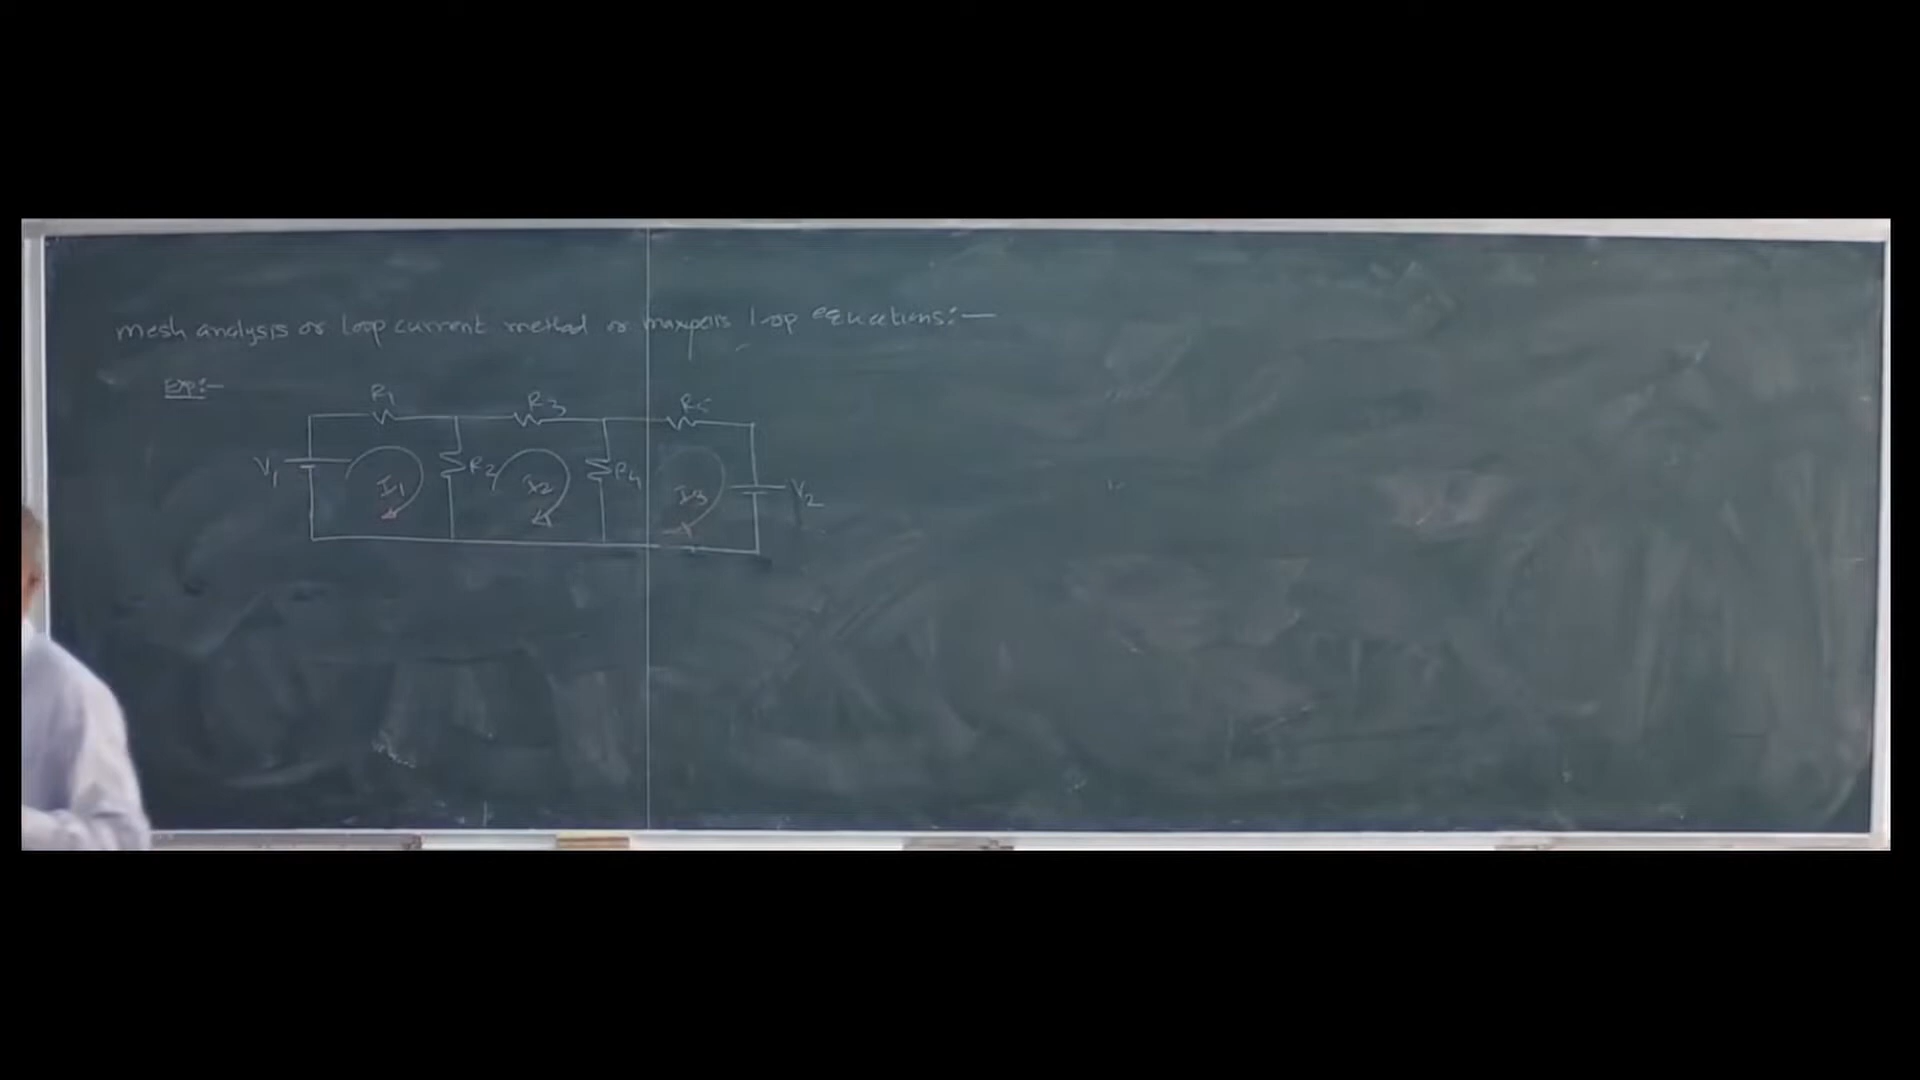 mesh analysis or loop current method or maxpells loop equations:—
Exp:-
R1 R3 R5
V1 I1 R2 I2 R4 I3 V2